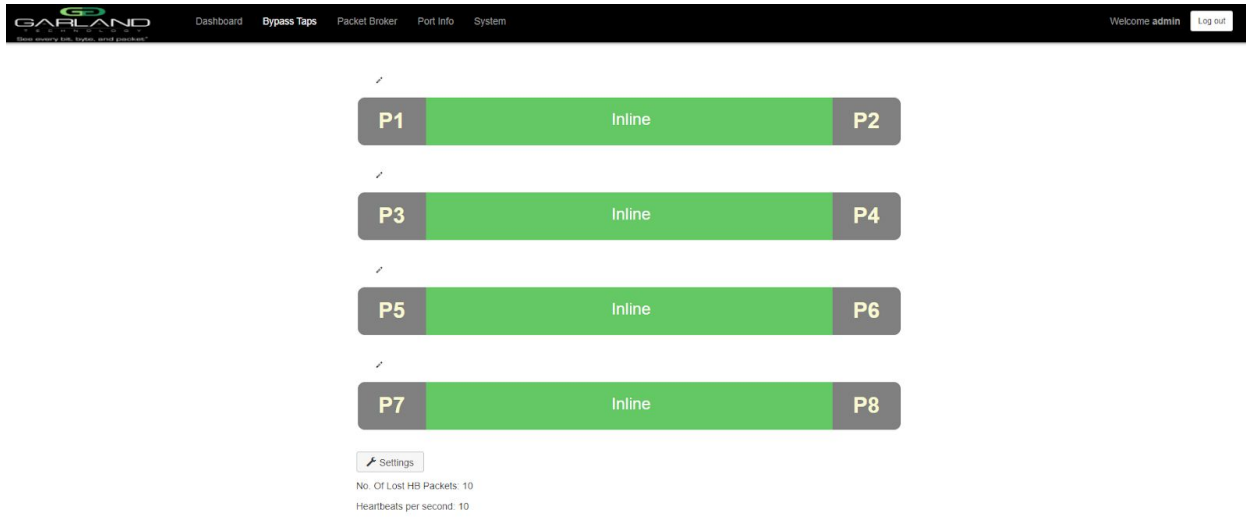 GARLAND
TECHNOLOGY
See every bit, byte, and packet®
Dashboard Bypass Taps Packet Broker Port Info System Welcome admin Log out
P1 Inline P2
P3 Inline P4
P5 Inline P6
P7 Inline P8
Settings
No. Of Lost HB Packets: 10
Heartbeats per second: 10